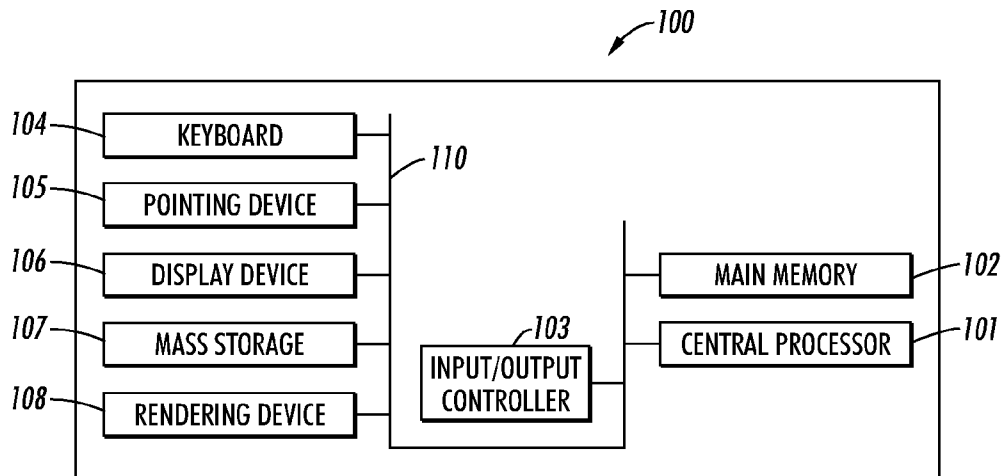 100
104
KEYBOARD
110
105
POINTING DEVICE
106
DISPLAY DEVICE
MAIN MEMORY
102
107
MASS STORAGE
103
INPUT/OUTPUT
CONTROLLER
CENTRAL PROCESSOR
101
108
RENDERING DEVICE